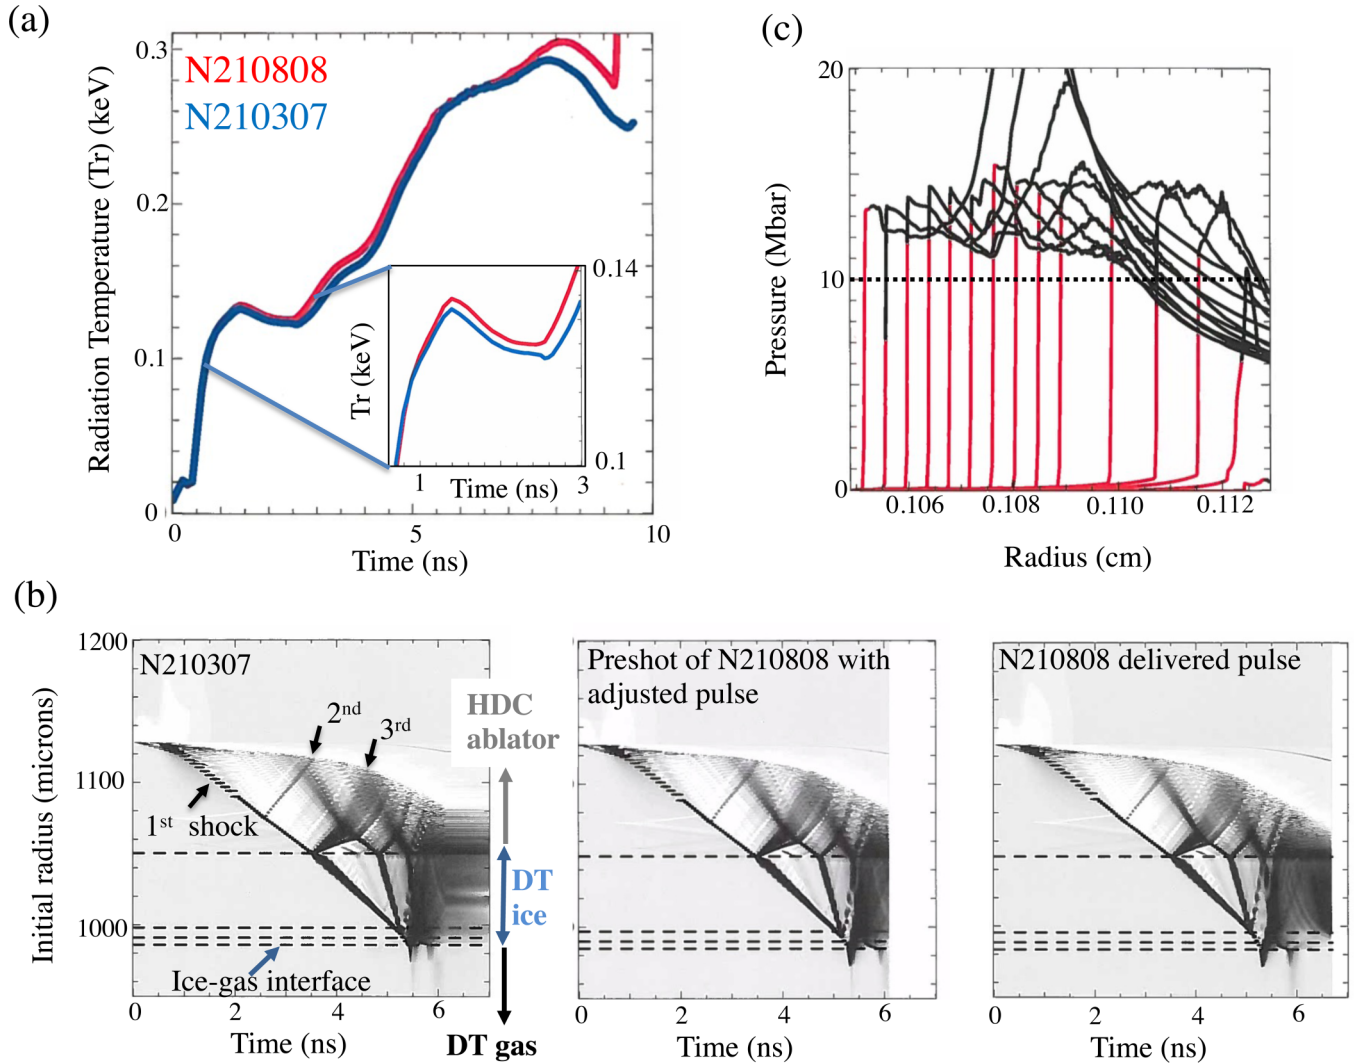 (a)
0.3
N210808
N210307
Radiation Temperature (Tr) (keV)
0.2
0.1
0
0.14
Tr (keV)
0.1
1
Time (ns)
3
0
5
10
Time (ns)
(c)
20
Pressure (Mbar)
10
0
0.106
0.108
0.110
0.112
Radius (cm)
(b)
1200
N210307
2nd
3rd
1100
Initial radius (microns)
1st shock
1000
Ice-gas interface
0
2
4
6
Time (ns)
HDC
ablator
DT
ice
DT gas
Preshot of N210808 with
adjusted pulse
0
2
4
6
Time (ns)
N210808 delivered pulse
0
2
4
6
Time (ns)